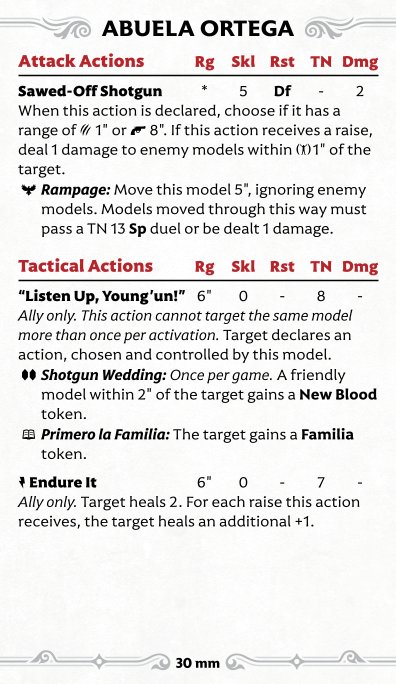 ABUELA ORTEGA
Attack Actions Rg Skl Rst TN Dmg
Sawed-Off Shotgun * 5 Df - 2
When this action is declared, choose if it has a
range of 1" or 8". If this action receives a raise,
deal 1 damage to enemy models within 1" of the
target.
Rampage: Move this model 5", ignoring enemy
models. Models moved through this way must
pass a TN 13 Sp duel or be dealt 1 damage.
Tactical Actions Rg Skl Rst TN Dmg
“Listen Up, Young’un!” 6" 0 - 8 -
Ally only. This action cannot target the same model
more than once per activation. Target declares an
action, chosen and controlled by this model.
Shotgun Wedding: Once per game. A friendly
model within 2" of the target gains a New Blood
token.
Primero la Familia: The target gains a Familia
token.
Endure It 6" 0 - 7 -
Ally only. Target heals 2. For each raise this action
receives, the target heals an additional +1.
30 mm